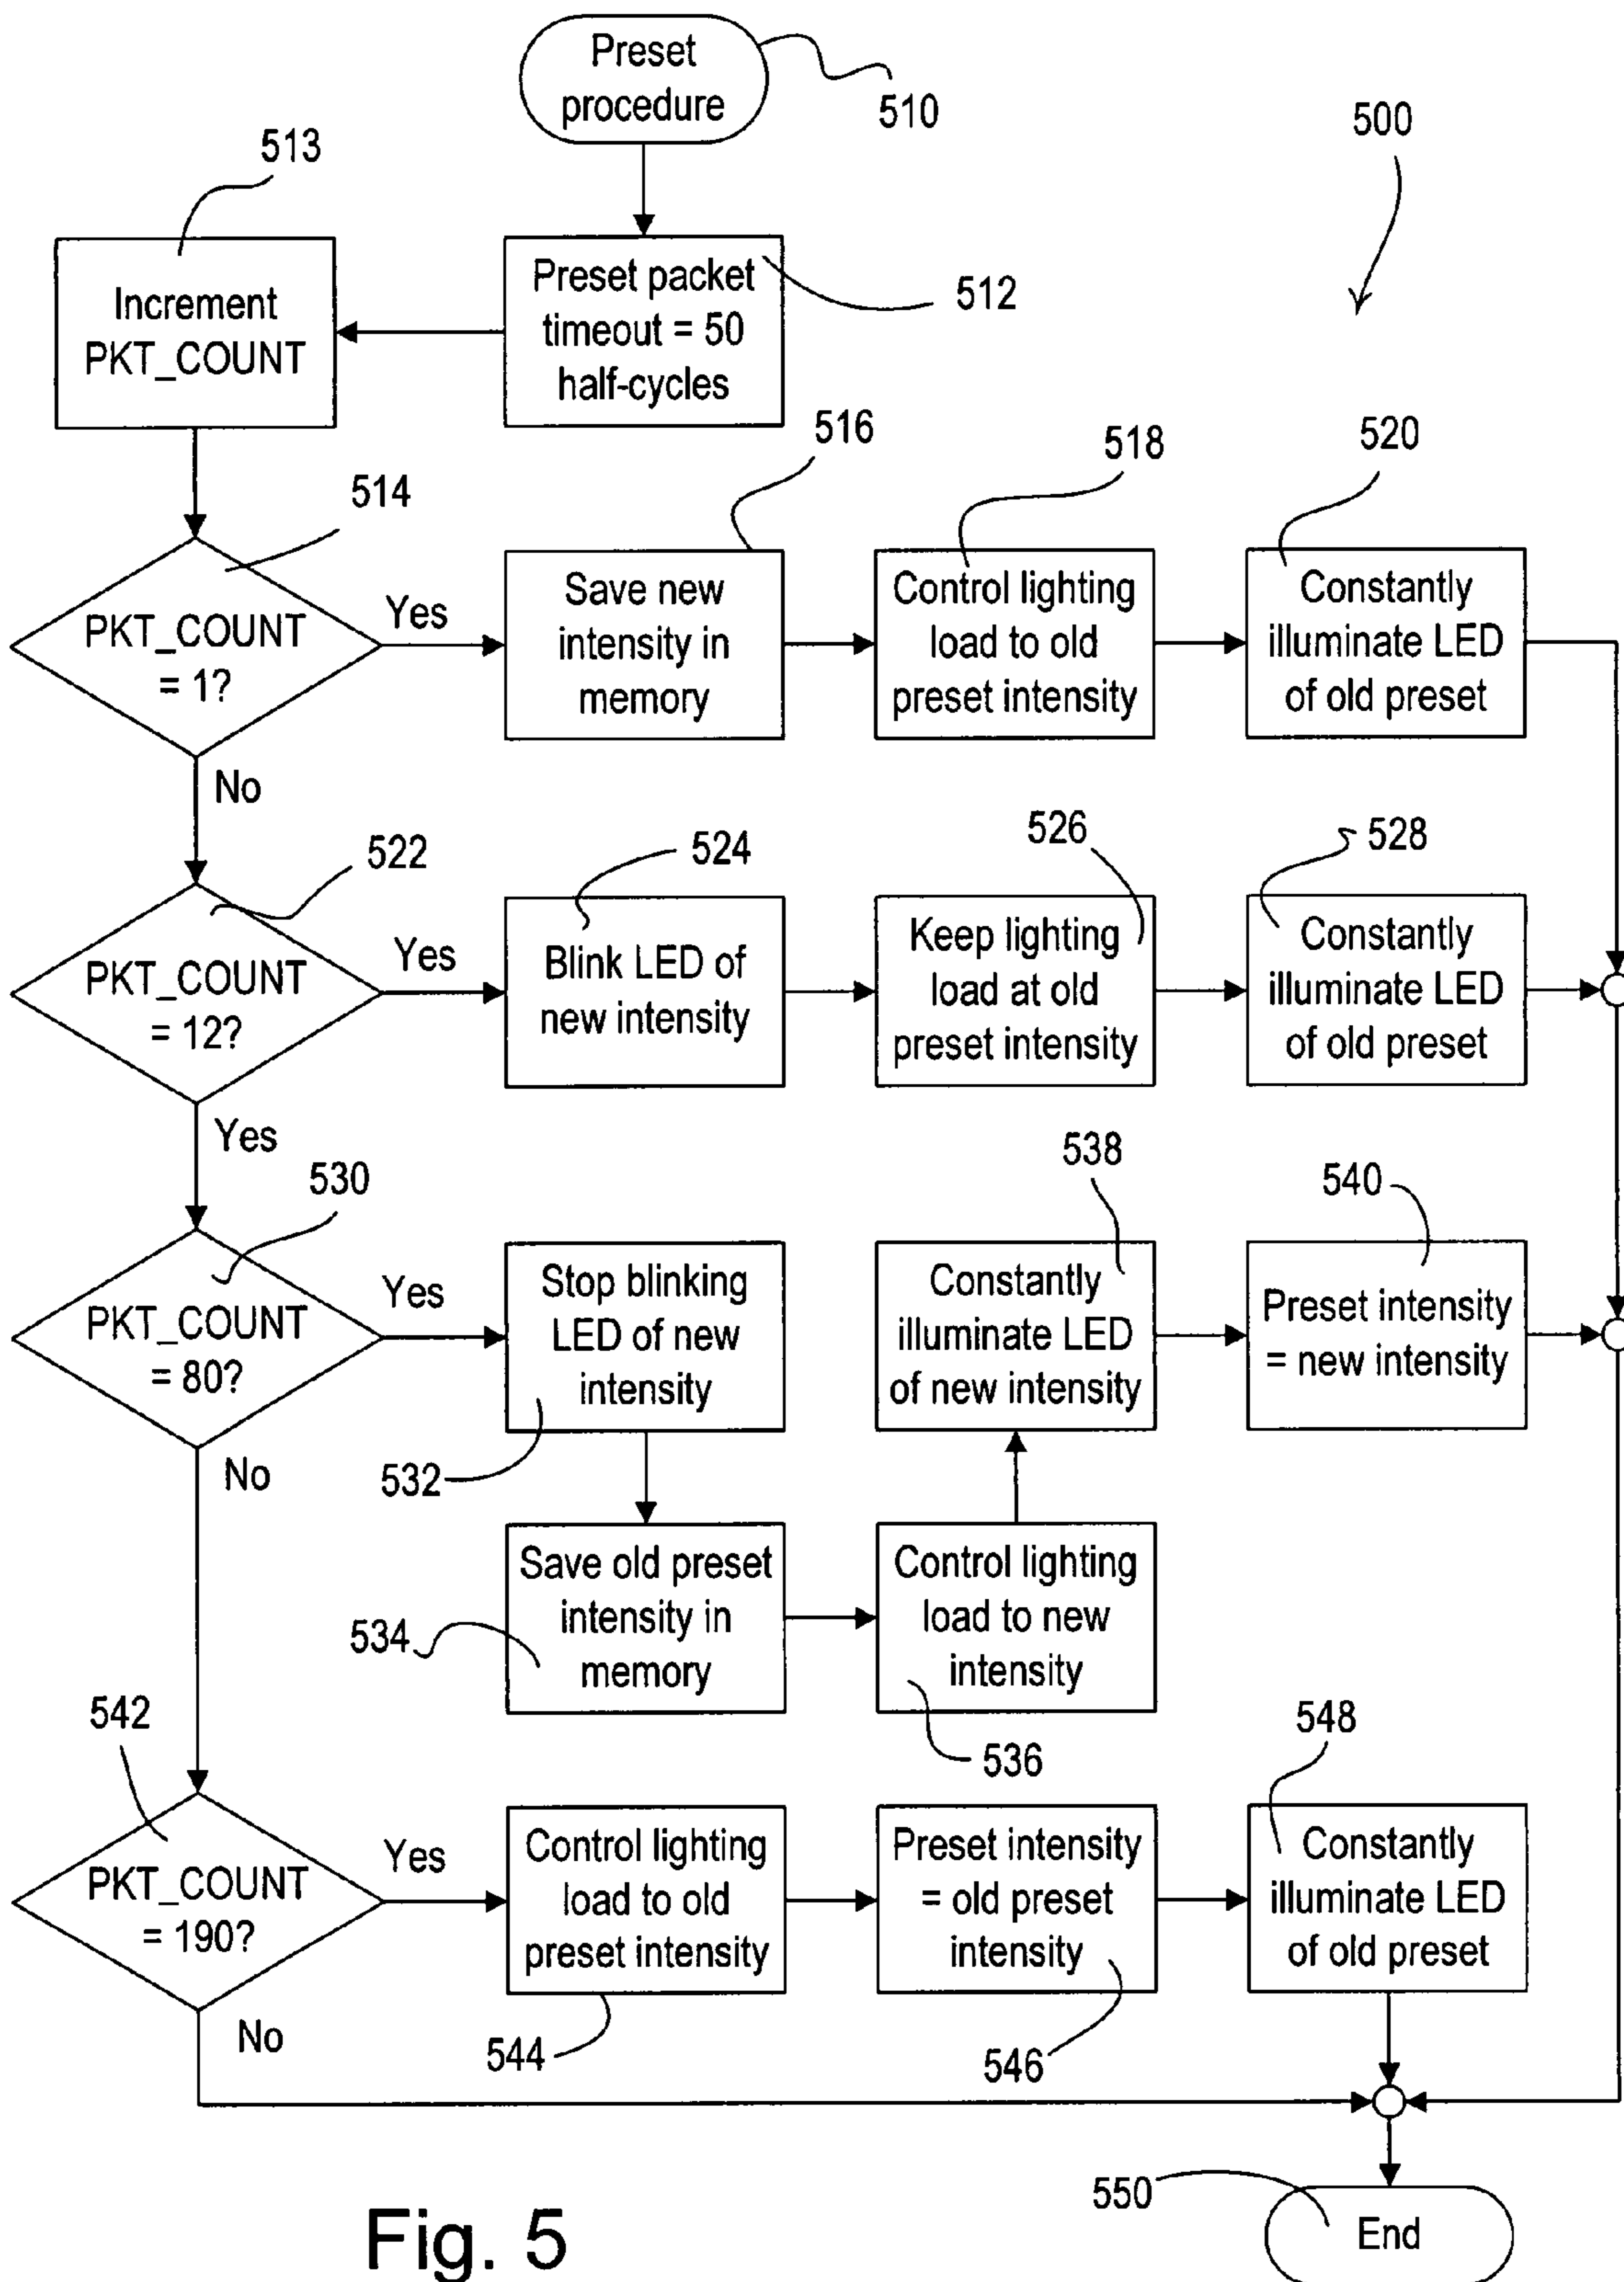 Preset
procedure
510
500
513
Increment
PKT_COUNT
Preset packet
timeout = 50
half-cycles
512
514
PKT_COUNT
= 1?
Yes
No
516
Save new
intensity in
memory
518
Control lighting
load to old
preset intensity
520
Constantly
illuminate LED
of old preset
522
PKT_COUNT
= 12?
Yes
Yes
524
Blink LED of
new intensity
526
Keep lighting
load at old
preset intensity
528
Constantly
illuminate LED
of old preset
530
PKT_COUNT
= 80?
Yes
No
Stop blinking
LED of new
intensity
532
538
Constantly
illuminate LED
of new intensity
540
Preset intensity
= new intensity
Save old preset
intensity in
memory
534
Control lighting
load to new
intensity
536
542
PKT_COUNT
= 190?
Yes
No
Control lighting
load to old
preset intensity
544
Preset intensity
= old preset
intensity
546
548
Constantly
illuminate LED
of old preset
550
End
Fig. 5